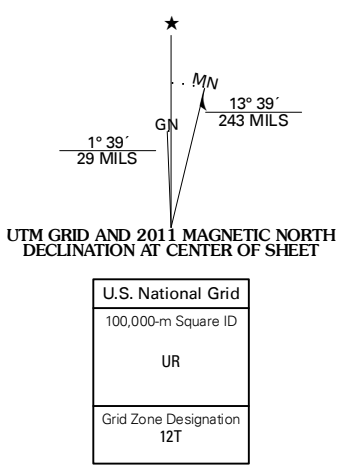 ★
MN
13° 39´
243 MILS
GN
1° 39´
29 MILS
UTM GRID AND 2011 MAGNETIC NORTH
DECLINATION AT CENTER OF SHEET
U.S. National Grid
100,000-m Square ID
UR
Grid Zone Designation
12T